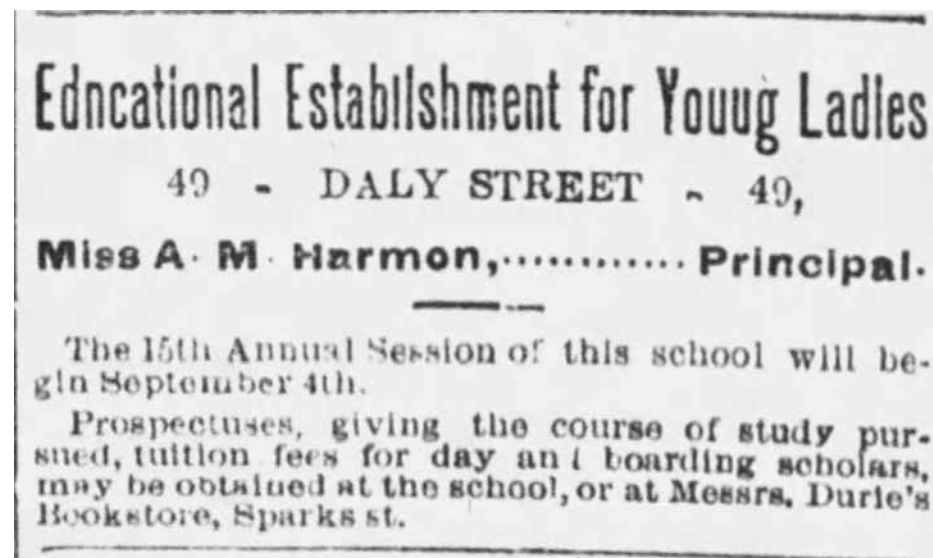 Edncational Establishment for Youug Ladies
49 - DALY STREET - 49,
Miss A. M. Harmon,............ Principal.
The 15th Annual Session of this school will be-
gin September 4th.
Prospectuses, giving the course of study pur-
sued, tuition fees for day and boarding scholars,
may be obtained at the school, or at Messrs. Durie's
Bookstore, Sparks st.